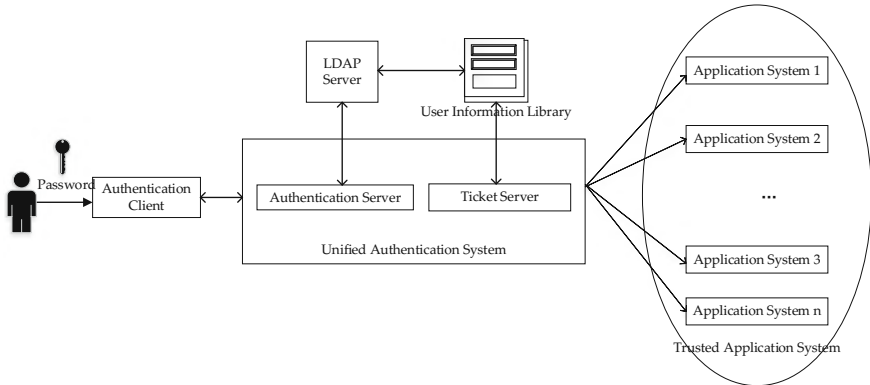 LDAP
Server
User Information Library
Application System 1
Application System 2
Password
Authentication
Client
Authentication Server
Ticket Server
Unified Authentication System
...
Application System 3
Application System n
Trusted Application System